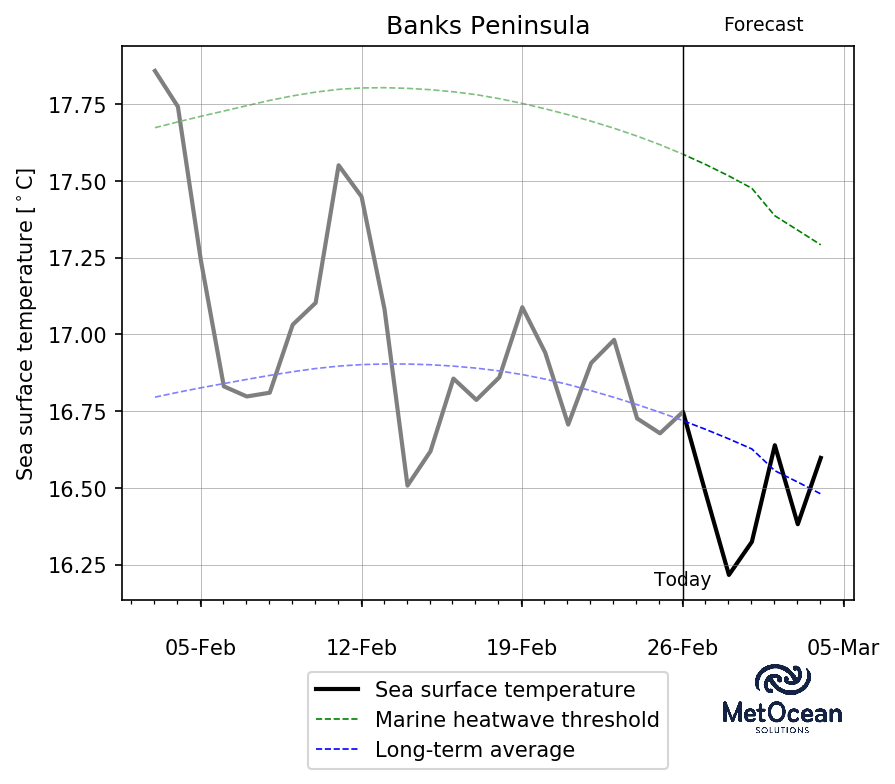 Banks Peninsula
Forecast
Sea surface temperature [°C]
17.75
17.50
17.25
17.00
16.75
16.50
16.25
Today
05-Feb
12-Feb
19-Feb
26-Feb
05-Mar
Sea surface temperature
Marine heatwave threshold
Long-term average
MetOcean
SOLUTIONS